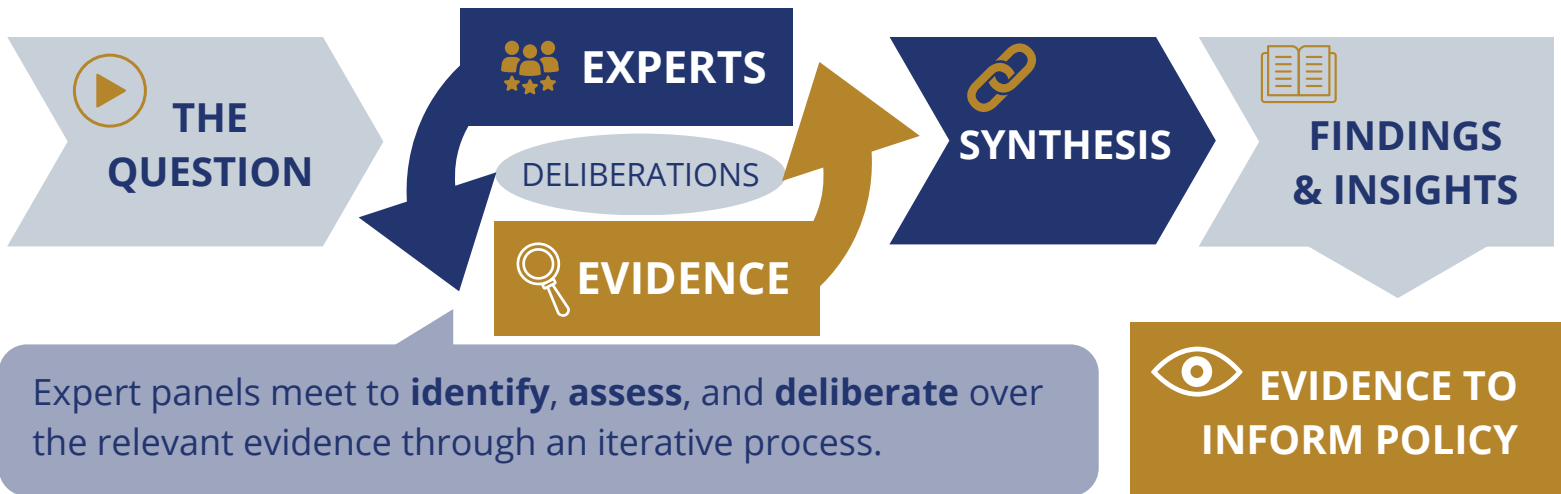 THE
QUESTION
EXPERTS
DELIBERATIONS
EVIDENCE
SYNTHESIS
FINDINGS
& INSIGHTS
Expert panels meet to identify, assess, and deliberate over
the relevant evidence through an iterative process.
EVIDENCE TO
INFORM POLICY